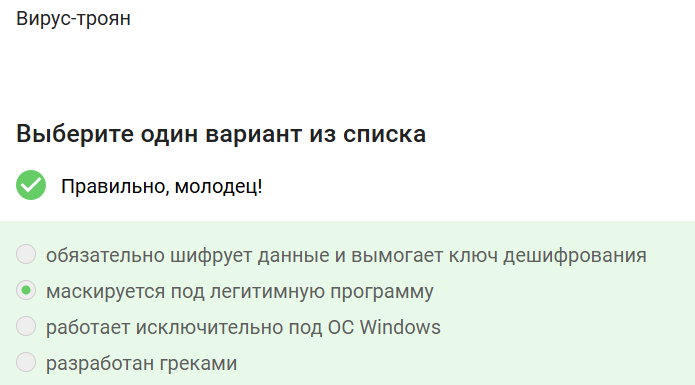 Вирус-троян
Выберите один вариант из списка
Правильно, молодец!
обязательно шифрует данные и вымогает ключ дешифрования
маскируется под легитимную программу
работает исключительно под ОС Windows
разработан греками